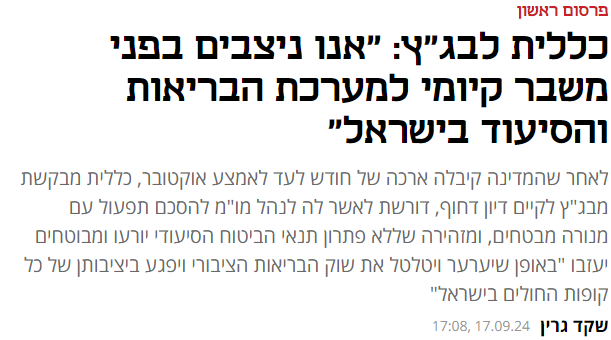 פרסום ראשון
כללית לבג"ץ: "אנו ניצבים בפני
משבר קיומי למערכת הבריאות
והסיעוד בישראל"
לאחר שהמדינה קיבלה ארכה של חודש לעד לאמצע אוקטובר, כללית מבקשת
מבג"ץ לקיים דיון דחוף, דורשת לאשר לה לנהל מו"מ להסכם תפעול עם
מנורה מבטחים, ומזהירה שללא פתרון תנאי הביטוח הסיעודי יורעו ומבוטחים
יעזבו "באופן שיערער ויטלטל את שוק הבריאות הציבורי ויפגע ביציבותן של כל
קופות החולים בישראל"
שקד גרין 17:08, 17.09.24